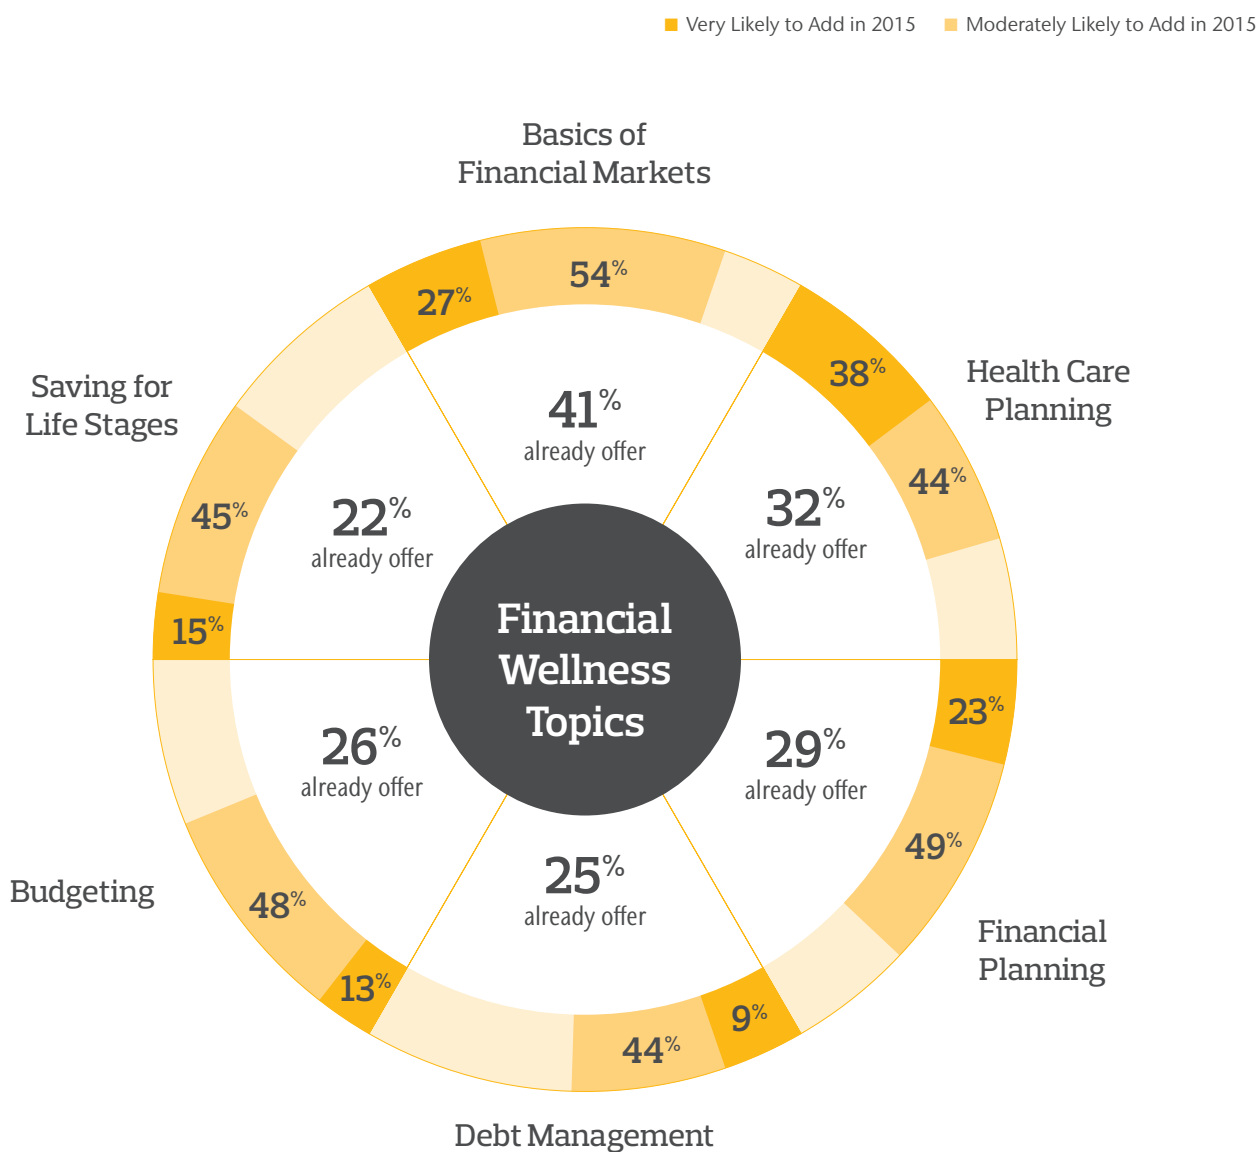 Very Likely to Add in 2015
Moderately Likely to Add in 2015
Basics of
Financial Markets
27%
54%
41%
already offer
Health Care
Planning
38%
44%
32%
already offer
Saving for
Life Stages
45%
15%
22%
already offer
Financial
Wellness
Topics
23%
49%
29%
already offer
Financial
Planning
26%
already offer
Budgeting
48%
13%
25%
already offer
44%
9%
Debt Management